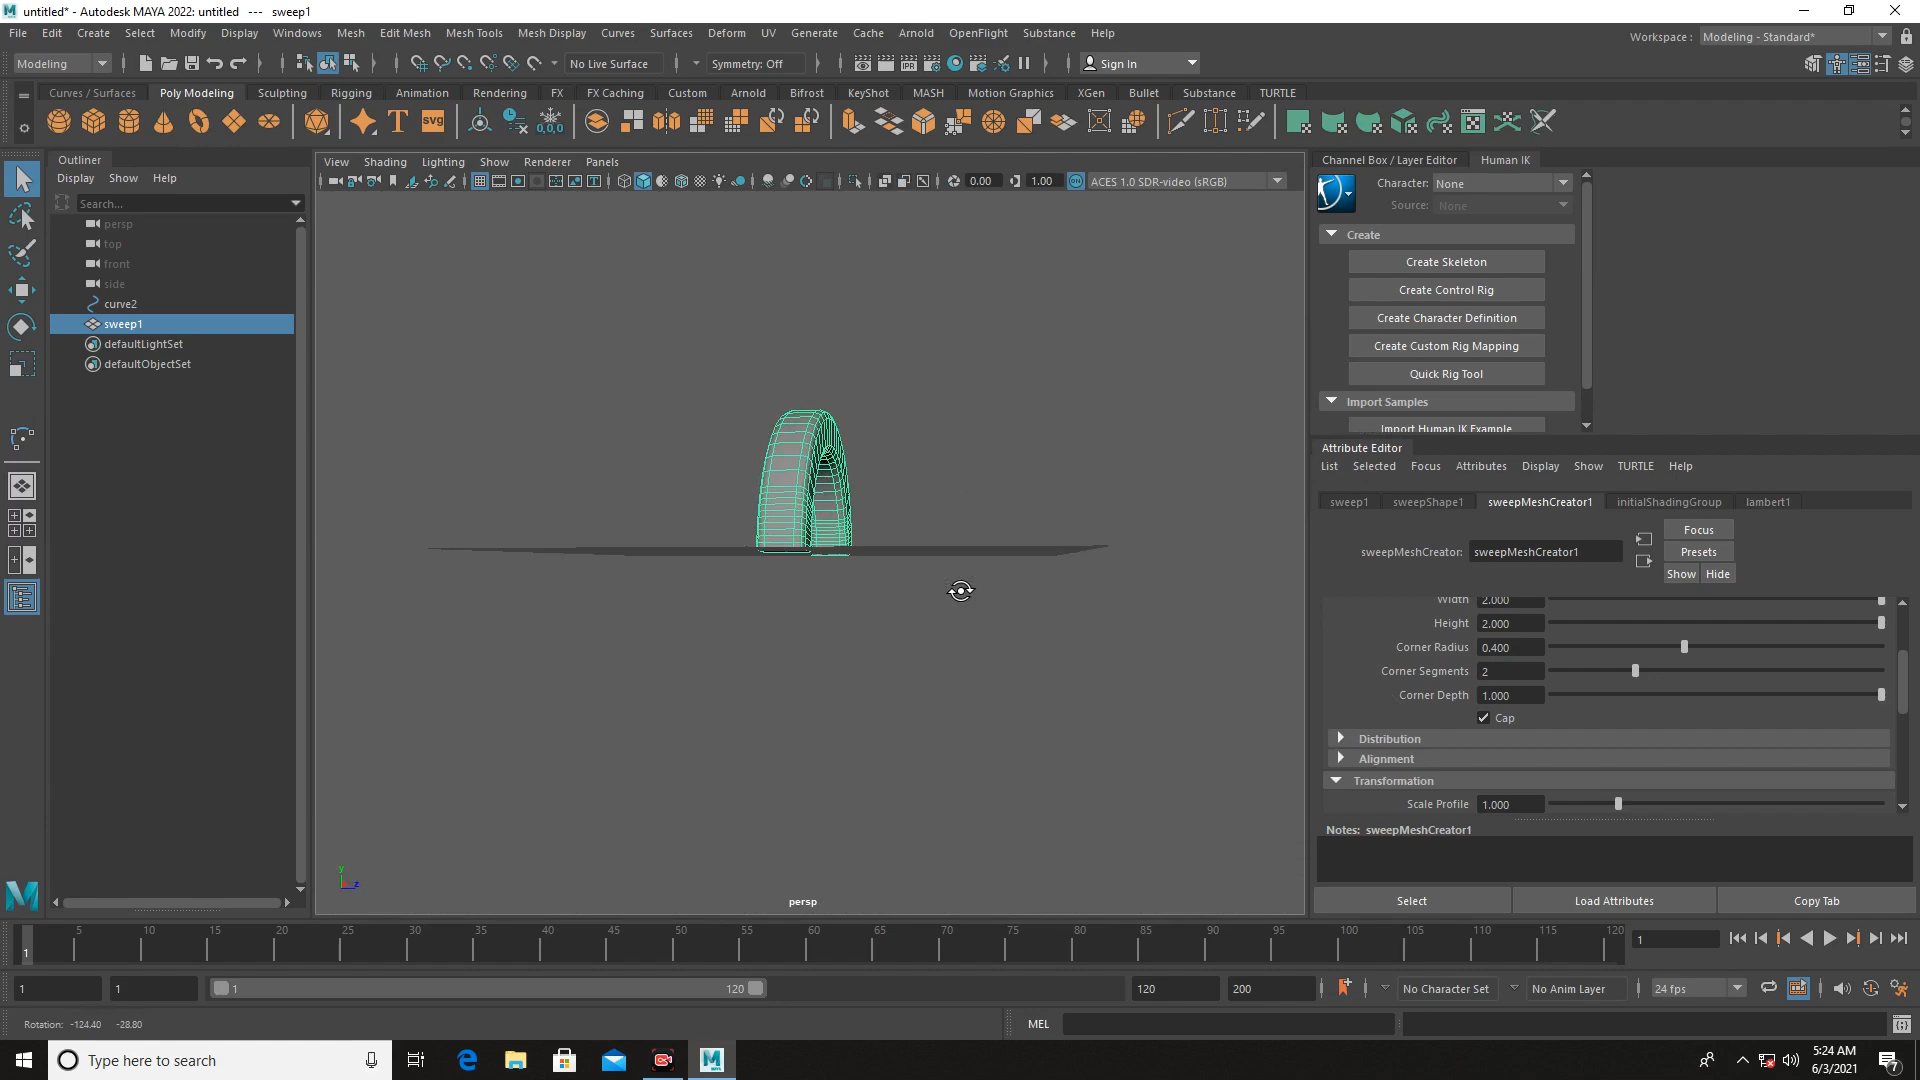 untitled* - Autodesk MAYA 2022: untitled   ---   sweep1
File Edit Create Select Modify Display Windows Mesh Edit Mesh Mesh Tools Mesh Display Curves Surfaces Deform UV Generate Cache Arnold OpenFlight Substance Help
Workspace : Modeling - Standard*
Modeling No Live Surface Symmetry: Off IPR Sign In
Curves / Surfaces Poly Modeling Sculpting Rigging Animation Rendering FX FX Caching Custom Arnold Bifrost KeyShot MASH Motion Graphics XGen Bullet Substance TURTLE
T svg 0,0,0
Outliner
Display Show Help
Search...
persp
top
front
side
curve2
sweep1
defaultLightSet
defaultObjectSet
View Shading Lighting Show Renderer Panels
0.00 1.00 ACES 1.0 SDR-video (sRGB)
y
z
persp
Channel Box / Layer Editor Human IK
Character: None
Source: None
Create
Create Skeleton
Create Control Rig
Create Character Definition
Create Custom Rig Mapping
Quick Rig Tool
Import Samples
Import Human IK Example
Attribute Editor
List Selected Focus Attributes Display Show TURTLE Help
sweep1 sweepShape1 sweepMeshCreator1 initialShadingGroup lambert1
sweepMeshCreator: sweepMeshCreator1
Focus
Presets
Show Hide
Width 2.000
Height 2.000
Corner Radius 0.400
Corner Segments 2
Corner Depth 1.000
Cap
Distribution
Alignment
Transformation
Scale Profile 1.000
Notes: sweepMeshCreator1
Select Load Attributes Copy Tab
5 10 15 20 25 30 35 40 45 50 55 60 65 70 75 80 85 90 95 100 105 110 115 120
1 1
1 1 1 120 120 200 No Character Set No Anim Layer 24 fps
Rotation: -124.40 -28.80
MEL
Type here to search
5:24 AM
6/3/2021
7